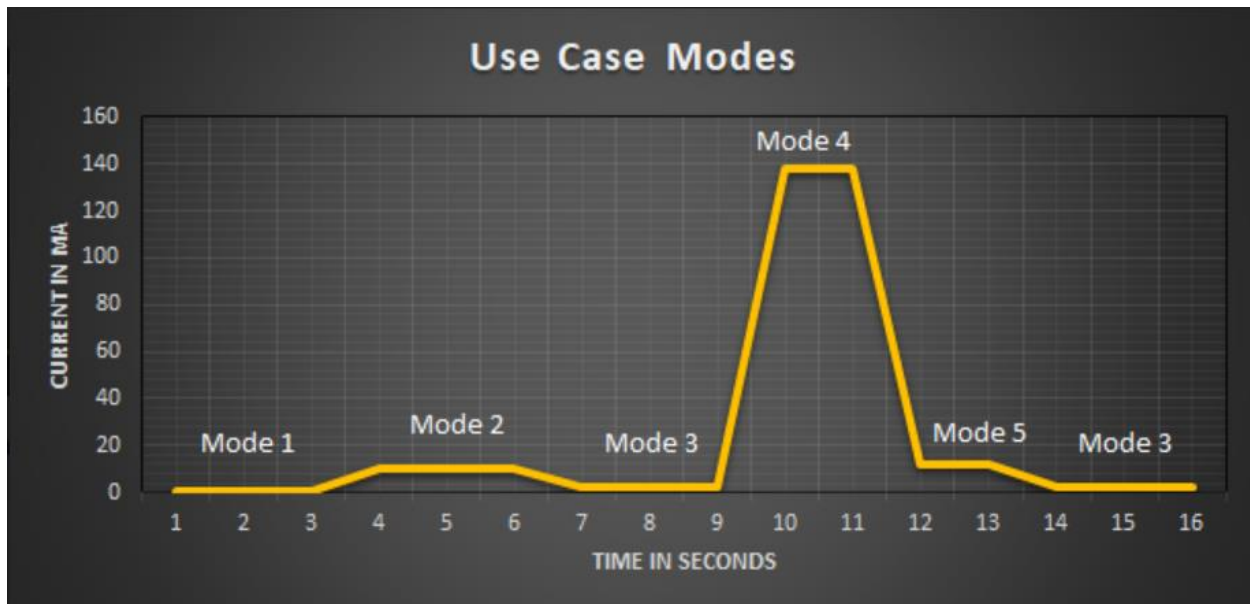 Use Case Modes
160
140
120
100
80
60
40
20
0
CURRENT IN MA
Mode 1
Mode 2
Mode 3
Mode 4
Mode 5
Mode 3
1 2 3 4 5 6 7 8 9 10 11 12 13 14 15 16
TIME IN SECONDS